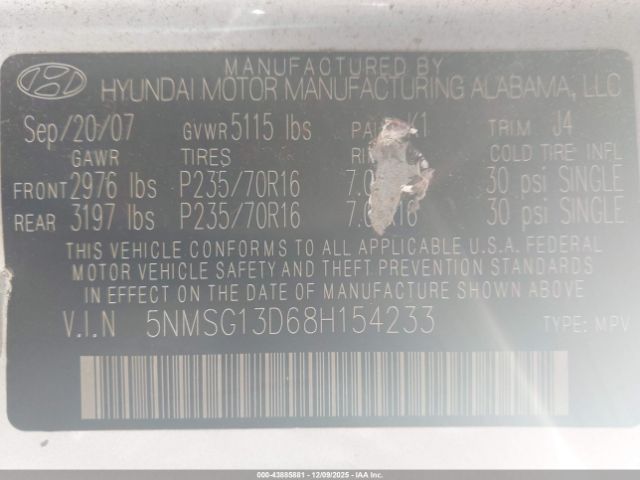 MANUFACTURED BY
HYUNDAI MOTOR MANUFACTURING ALABAMA, LLC
Sep/20/07 GVWR 5115 lbs K1 TRIM J4
GAWR TIRES COLD TIRE INFL
FRONT 2976 lbs P235/70R16 30 psi SINGLE
REAR 3197 lbs P235/70R16 30 psi SINGLE
THIS VEHICLE CONFORMS TO ALL APPLICABLE U.S.A. FEDERAL
MOTOR VEHICLE SAFETY AND THEFT PREVENTION STANDARDS
IN EFFECT ON THE DATE OF MANUFACTURE SHOWN ABOVE.
V.I.N 5NMSG13D68H154233 TYPE: MPV
000-43885881 | 12/09/2025 | IAA, Inc.